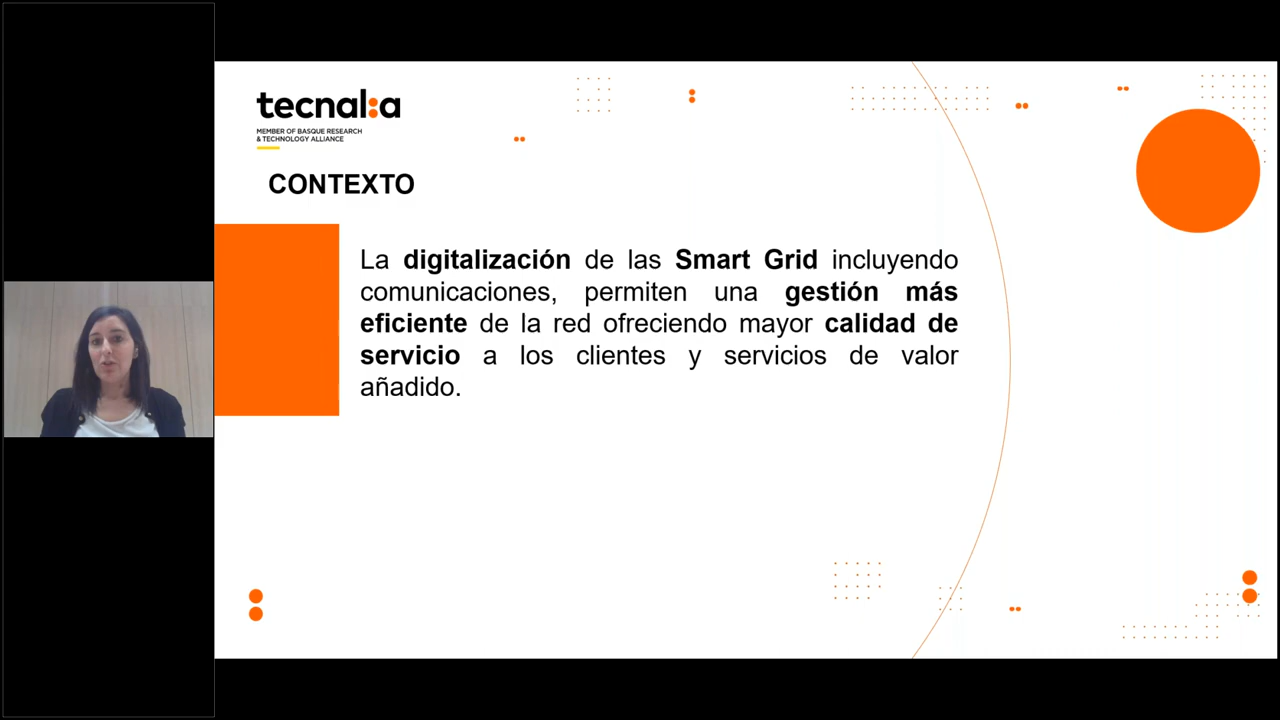 tecnal:a
MEMBER OF BASQUE RESEARCH
& TECHNOLOGY ALLIANCE
CONTEXTO
La digitalización de las Smart Grid incluyendo
comunicaciones, permiten una gestión más
eficiente de la red ofreciendo mayor calidad de
servicio a los clientes y servicios de valor
añadido.